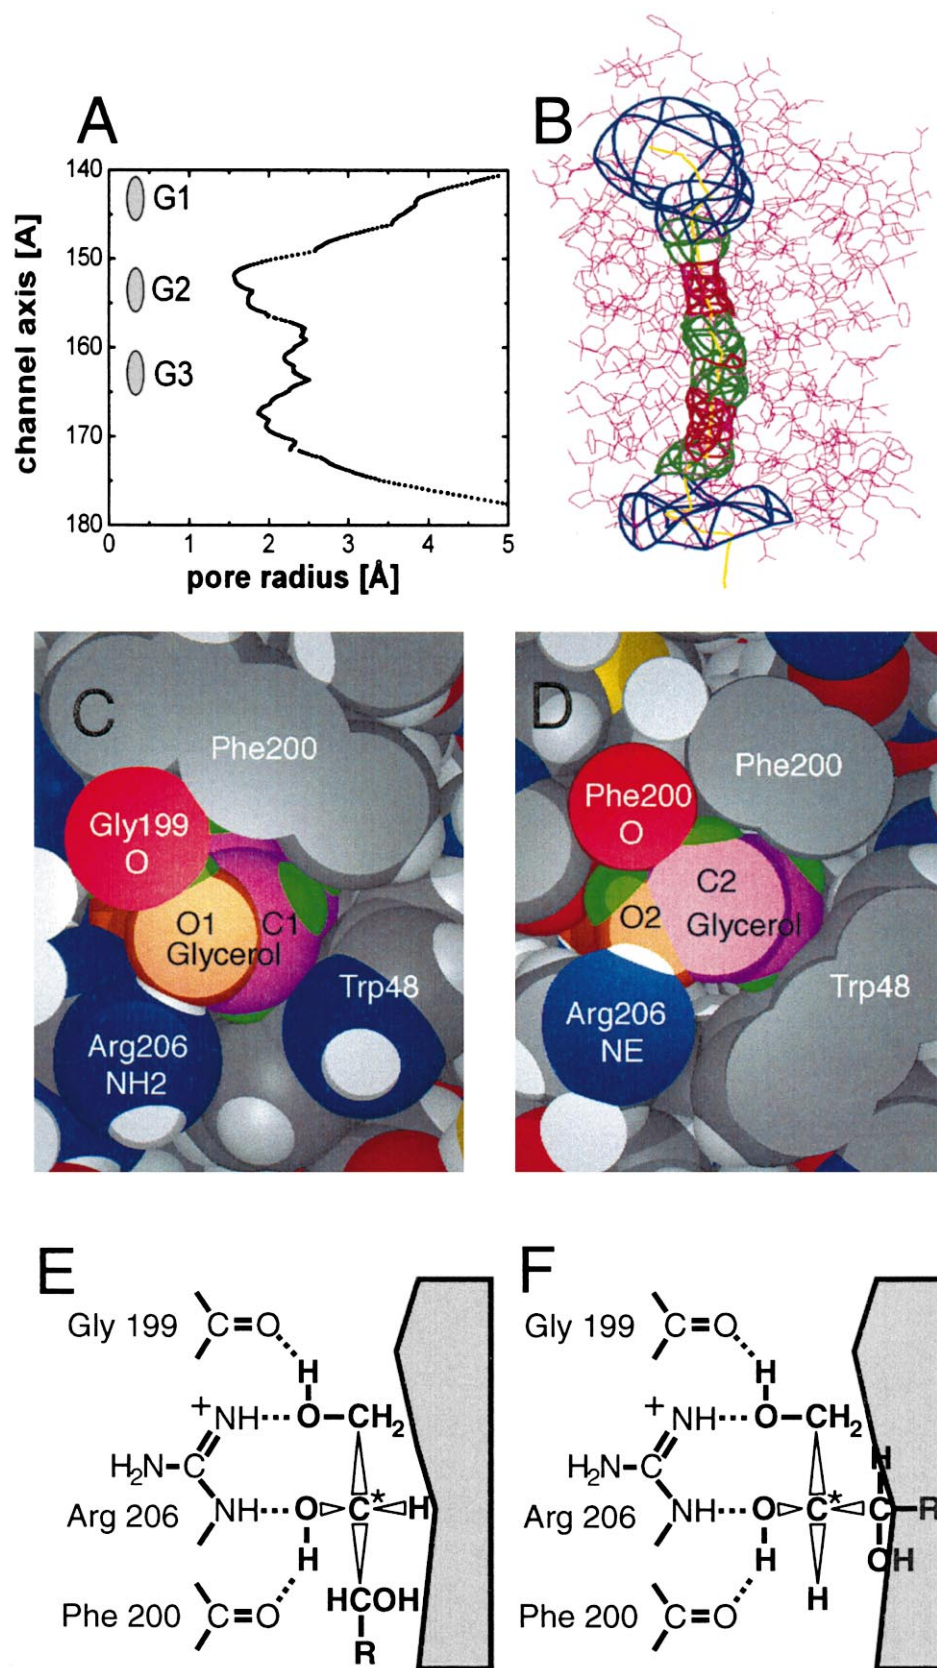 A
B
140
150
160
170
180
G1
G2
G3
channel axis [A]
0 1 2 3 4 5
pore radius [Å]
C
Phe200
Gly199
O
O1
C1
Glycerol
Trp48
Arg206
NH2
D
Phe200
Phe200
O
C2
O2
Glycerol
Trp48
Arg206
NE
E
Gly 199
C=O
H
+
NH
O–CH2
H2N–C
Arg 206
NH
O
C*
H
H
Phe 200
C=O
HCOH
R
F
Gly 199
C=O
H
+
NH
O–CH2
H
H2N–C
Arg 206
NH
O
C*
C–R
H
OH
Phe 200
C=O
H